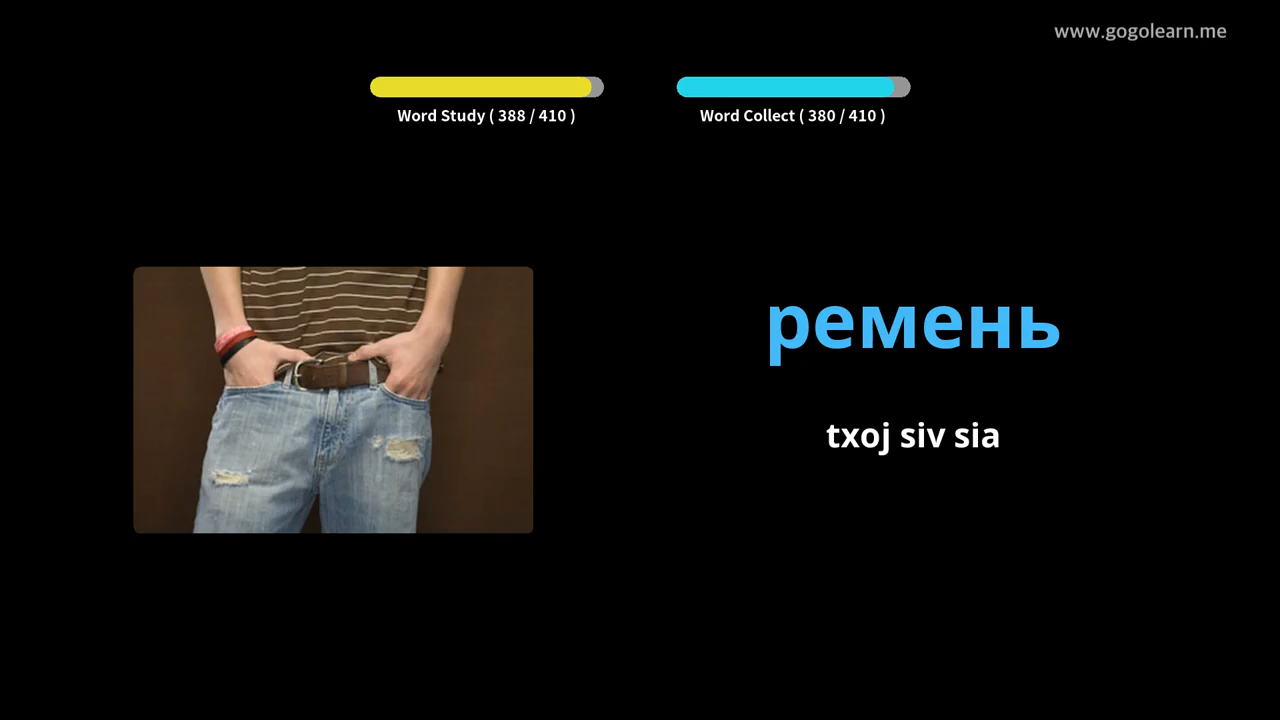 www.gogolearn.me
Word Study ( 388 / 410 )
Word Collect ( 380 / 410 )
ремень
txoj siv sia